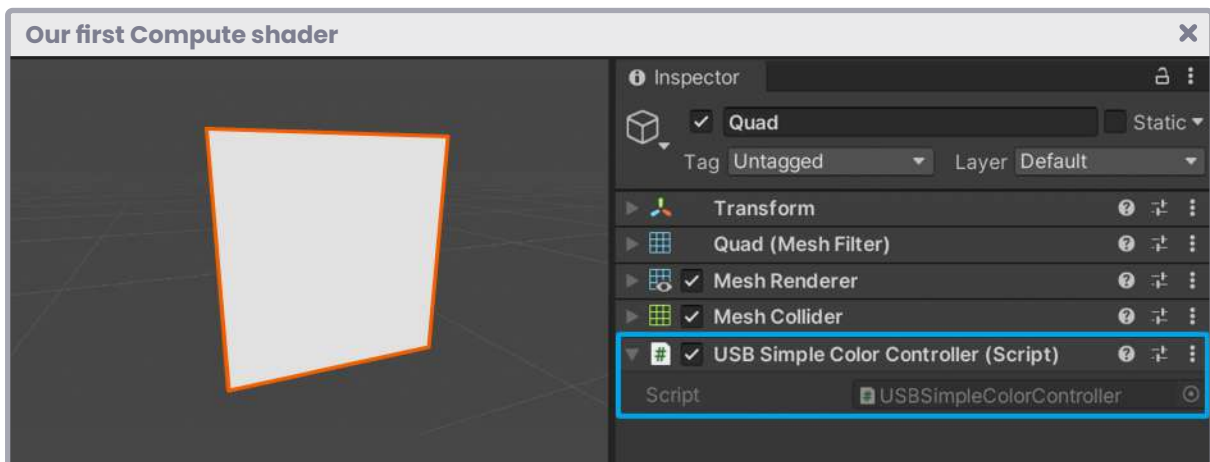 Our first Compute shader
Inspector
Quad
Static
Tag Untagged Layer Default
Transform
Quad (Mesh Filter)
Mesh Renderer
Mesh Collider
# USB Simple Color Controller (Script)
Script USBSimpleColorController